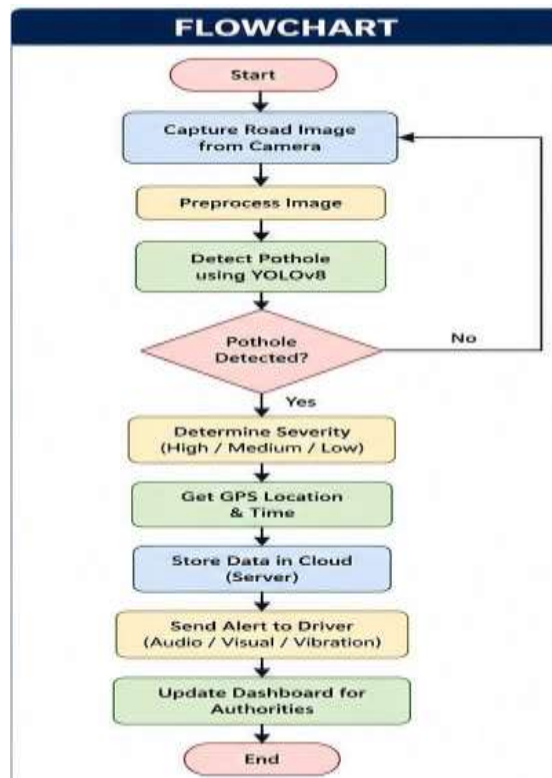 FLOWCHART
Start
Capture Road Image
from Camera
Preprocess Image
Detect Pothole
using YOLOv8
Pothole
Detected?
No
Yes
Determine Severity
(High / Medium / Low)
Get GPS Location
& Time
Store Data in Cloud
(Server)
Send Alert to Driver
(Audio / Visual / Vibration)
Update Dashboard for
Authorities
End